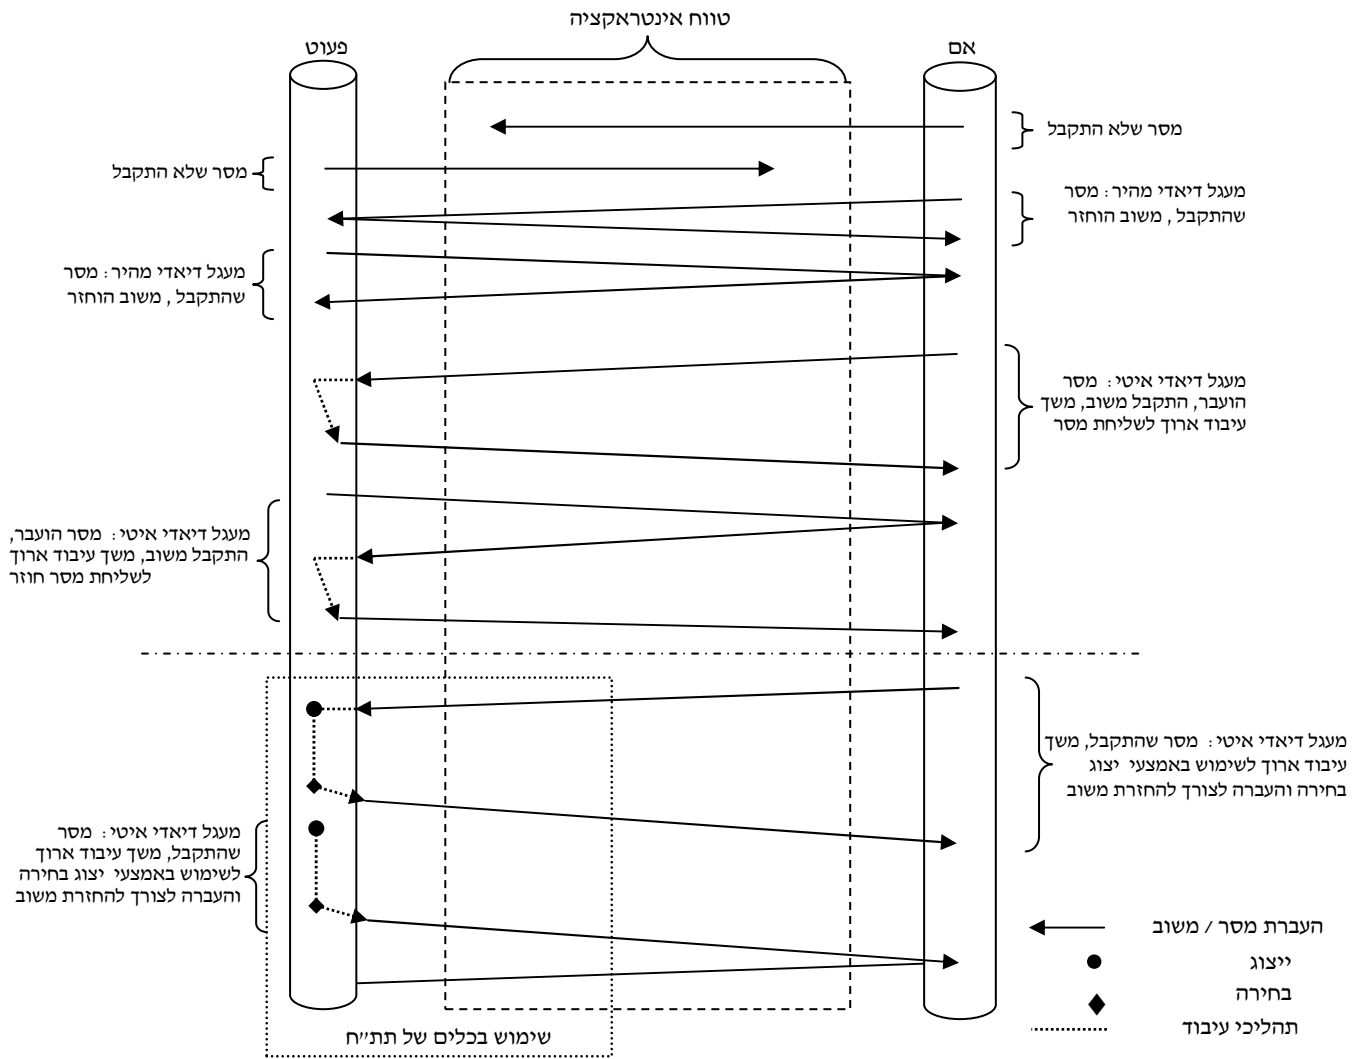 טווח אינטראקציה
אם
פעוט
מסר שלא התקבל
מסר שלא התקבל
מעגל דיאדי מהיר : מסר
שהתקבל , משוב הוחזר
מעגל דיאדי מהיר : מסר
שהתקבל , משוב הוחזר
מעגל דיאדי איטי : מסר
הועבר, התקבל משוב, משך
עיבוד ארוך לשליחת מסר
מעגל דיאדי איטי : מסר הועבר,
התקבל משוב, משך עיבוד ארוך
לשליחת מסר חוזר
מעגל דיאדי איטי : מסר שהתקבל, משך
עיבוד ארוך לשימוש באמצעי יצוג
בחירה והעברה לצורך להחזרת משוב
מעגל דיאדי איטי : מסר
שהתקבל, משך עיבוד ארוך
לשימוש באמצעי יצוג בחירה
והעברה לצורך להחזרת משוב
העברת מסר / משוב
ייצוג
בחירה
תהליכי עיבוד
שימוש בכלים של תת״ח